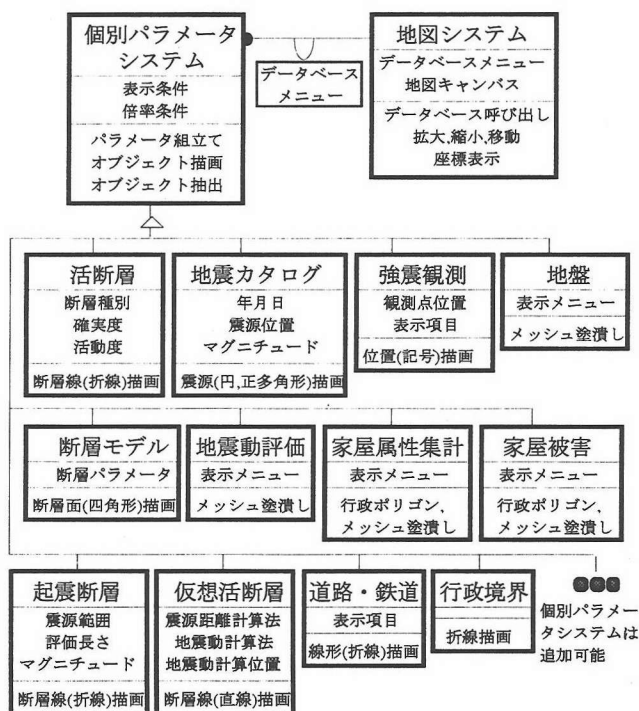 個別パラメータ
システム
表示条件
倍率条件
パラメータ組立て
オブジェクト描画
オブジェクト抽出
データベース
メニュー
地図システム
データベースメニュー
地図キャンバス
データベース呼び出し
拡大,縮小,移動
座標表示
活断層
断層種別
確実度
活動度
断層線(折線)描画
地震カタログ
年月日
震源位置
マグニチュード
震源(円,正多角形)描画
強震観測
観測点位置
表示項目
位置(記号)描画
地盤
表示メニュー
メッシュ塗潰し
断層モデル
断層パラメータ
断層面(四角形)描画
地震動評価
表示メニュー
メッシュ塗潰し
家屋属性集計
表示メニュー
行政ポリゴン,
メッシュ塗潰し
家屋被害
表示メニュー
行政ポリゴン,
メッシュ塗潰し
起震断層
震源範囲
評価長さ
マグニチュード
断層線(折線)描画
仮想活断層
震源距離計算法
地震動計算法
地震動計算位置
断層線(直線)描画
道路・鉄道
表示項目
線形(折線)描画
行政境界
折線描画
個別パラメー
タシステムは
追加可能